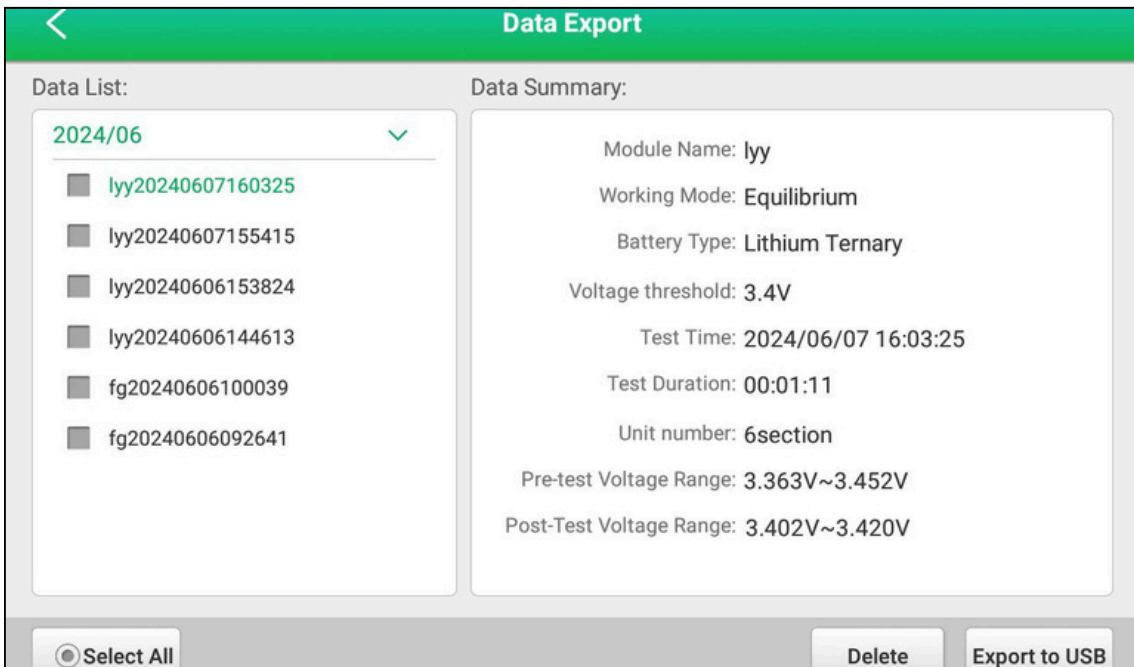 Data Export
Data List:
2024/06
lyy20240607160325
lyy20240607155415
lyy20240606153824
lyy20240606144613
fg20240606100039
fg20240606092641
Data Summary:
Module Name: lyy
Working Mode: Equilibrium
Battery Type: Lithium Ternary
Voltage threshold: 3.4V
Test Time: 2024/06/07 16:03:25
Test Duration: 00:01:11
Unit number: 6section
Pre-test Voltage Range: 3.363V~3.452V
Post-Test Voltage Range: 3.402V~3.420V
Select All
Delete
Export to USB